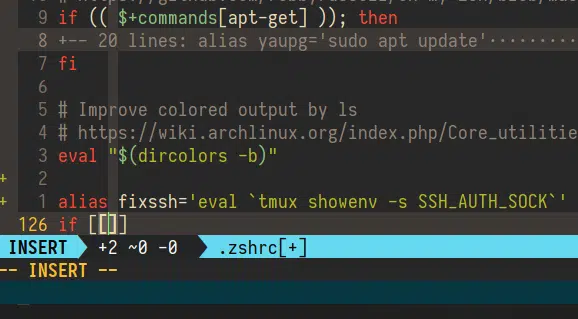 9 if (( $+commands[apt-get] )); then
8 +-- 20 lines: alias yaupg='sudo apt update'··········
7 fi
6
5 # Improve colored output by ls
4 # https://wiki.archlinux.org/index.php/Core_utilitie
3 eval "$(dircolors -b)"
+ 2
+ 1 alias fixssh='eval `tmux showenv -s SSH_AUTH_SOCK`'
126 if [[]]
INSERT +2 ~0 -0 .zshrc[+]
-- INSERT --